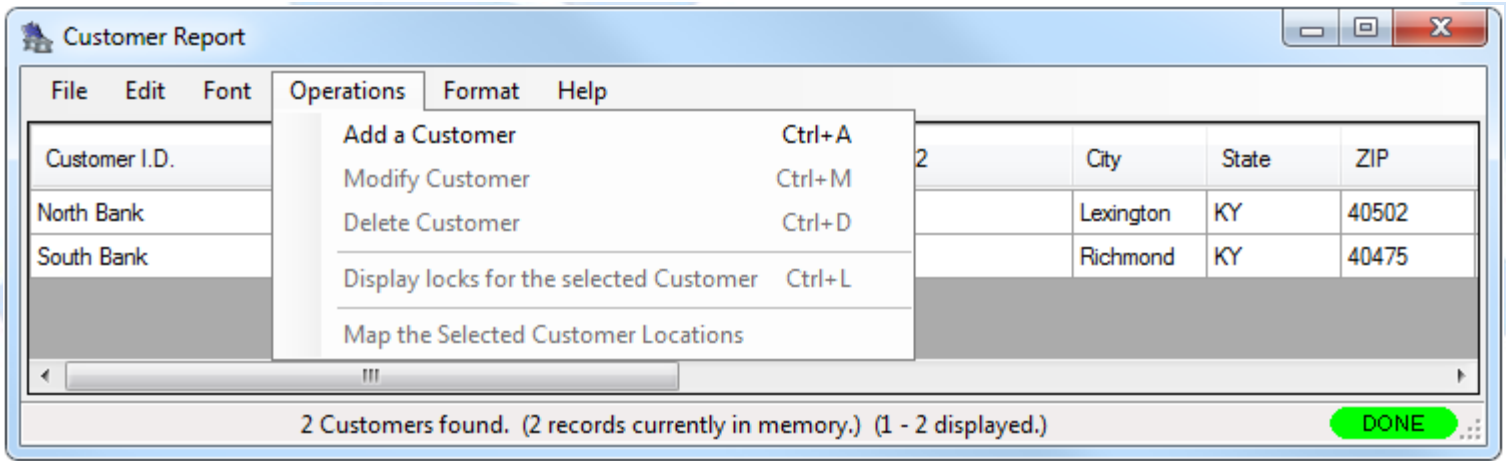 Customer Report
File Edit Font Operations Format Help
Add a Customer Ctrl+A
Customer I.D. 2 City State ZIP
Modify Customer Ctrl+M
North Bank Lexington KY 40502
Delete Customer Ctrl+D
South Bank Richmond KY 40475
Display locks for the selected Customer Ctrl+L
Map the Selected Customer Locations
2 Customers found. (2 records currently in memory.) (1 - 2 displayed.) DONE